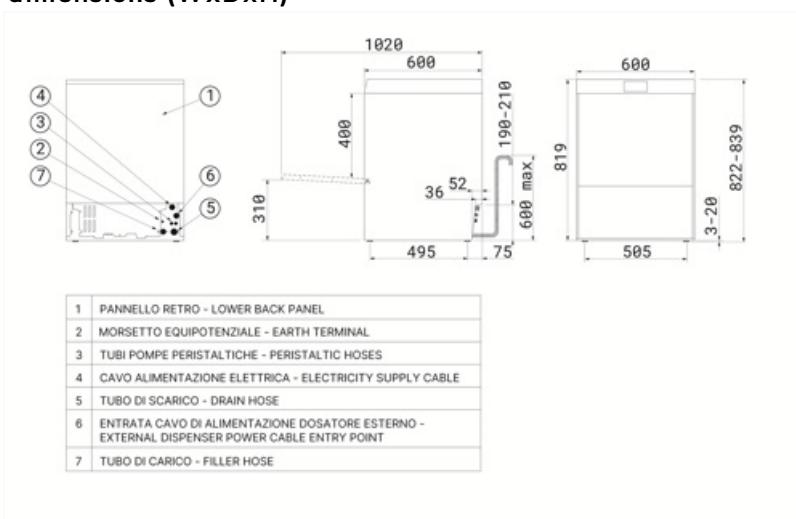 dimensions (WxDxH)
1020
600
600
4
3
2
7
1
6
5
400
310
190-210
52
36
600 max
495
75
819
822-839
3-20
505
1 PANNELLO RETRO - LOWER BACK PANEL
2 MORSETTO EQUIPOTENZIALE - EARTH TERMINAL
3 TUBI POMPE PERISTALTICHE - PERISTALTIC HOSES
4 CAVO ALIMENTAZIONE ELETTRICA - ELECTRICITY SUPPLY CABLE
5 TUBO DI SCARICO - DRAIN HOSE
6 ENTRATA CAVO DI ALIMENTAZIONE DOSATORE ESTERNO -
EXTERNAL DISPENSER POWER CABLE ENTRY POINT
7 TUBO DI CARICO - FILLER HOSE